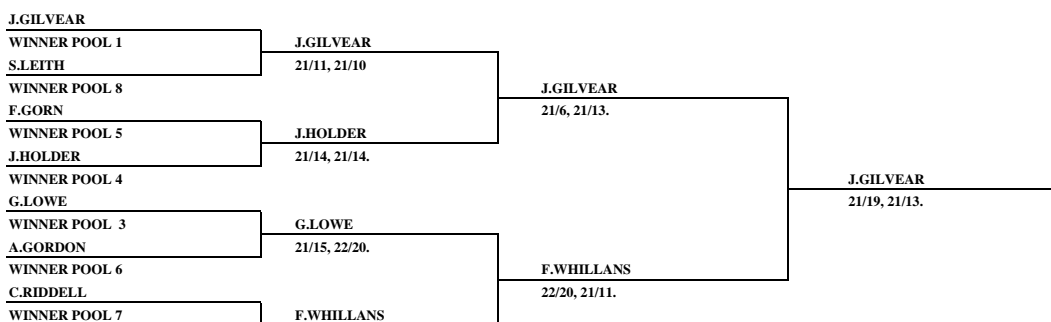 J.GILVEAR
WINNER POOL 1
J.GILVEAR
S.LEITH
21/11, 21/10
WINNER POOL 8
J.GILVEAR
F.GORN
21/6, 21/13.
WINNER POOL 5
J.HOLDER
J.HOLDER
21/14, 21/14.
WINNER POOL 4
J.GILVEAR
G.LOWE
21/19, 21/13.
WINNER POOL 3
G.LOWE
A.GORDON
21/15, 22/20.
WINNER POOL 6
F.WHILLANS
C.RIDDELL
22/20, 21/11.
WINNER POOL 7
F.WHILLANS